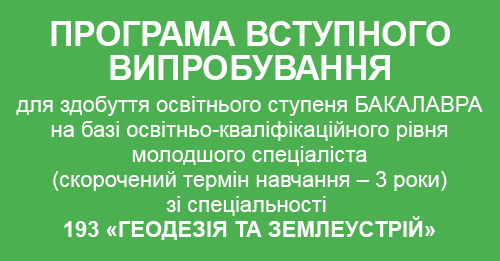 ПРОГРАМА ВСТУПНОГО
ВИПРОБУВАННЯ
для здобуття освітнього ступеня БАКАЛАВРА
на базі освітньо-кваліфікаційного рівня
молодшого спеціаліста
(скорочений термін навчання – 3 роки)
зі спеціальності
193 «ГЕОДЕЗІЯ ТА ЗЕМЛЕУСТРІЙ»